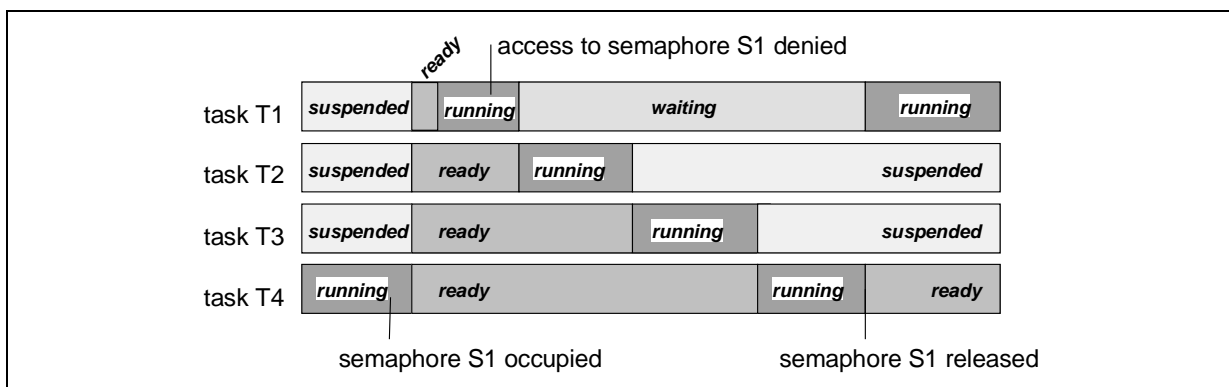 ready
access to semaphore S1 denied
task T1 suspended running waiting running
task T2 suspended ready running suspended
task T3 suspended ready running suspended
task T4 running ready running ready
semaphore S1 occupied semaphore S1 released